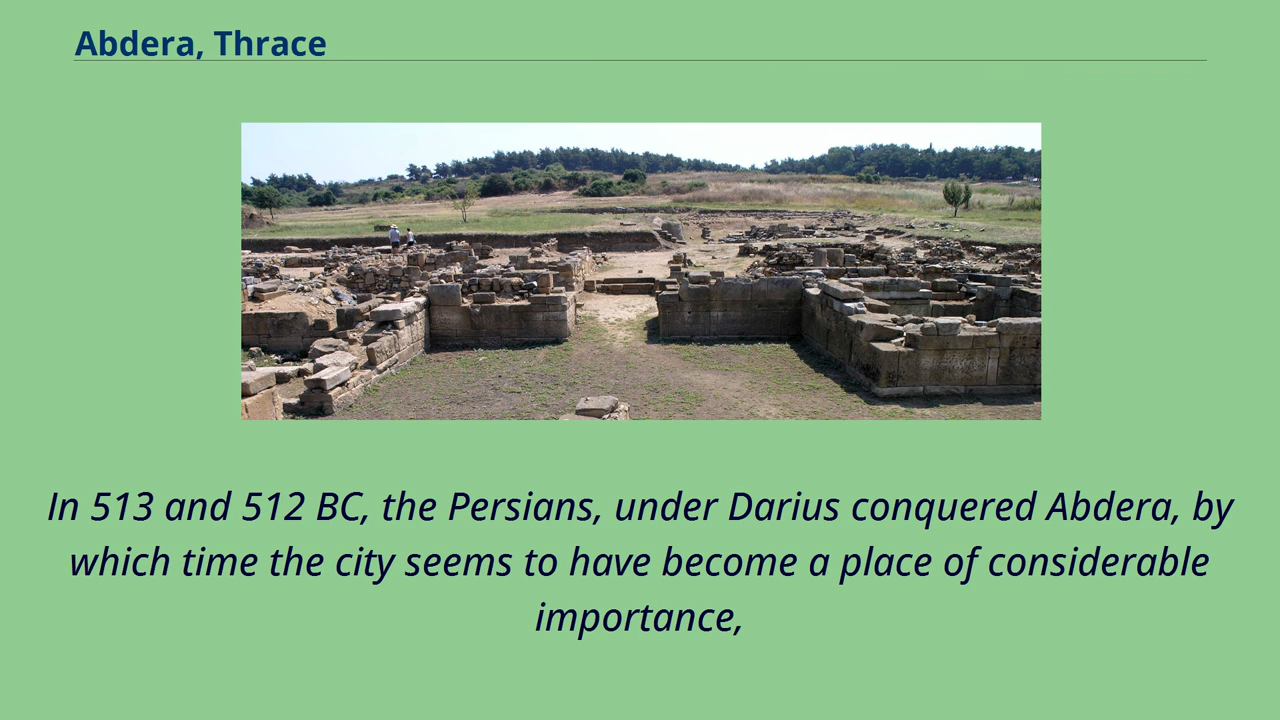 Abdera, Thrace
In 513 and 512 BC, the Persians, under Darius conquered Abdera, by
which time the city seems to have become a place of considerable
importance,